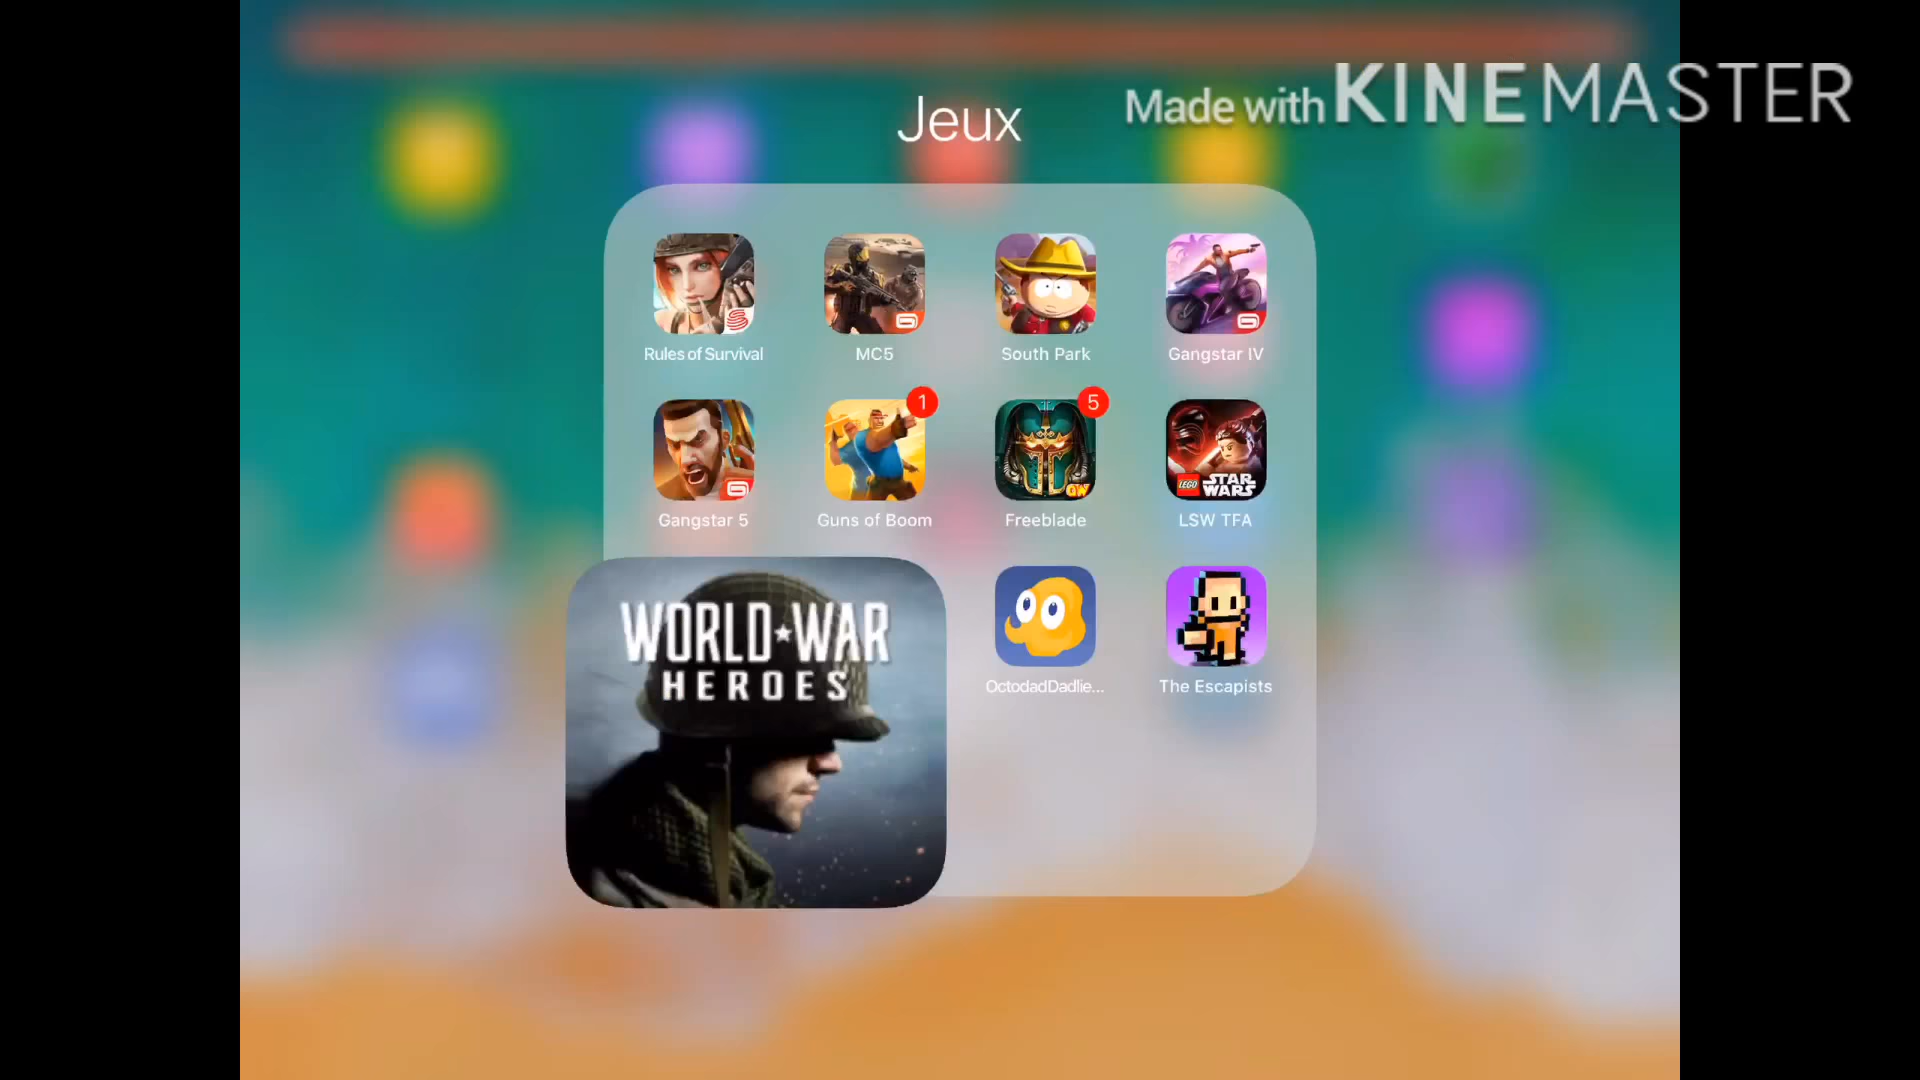 Made with KINEMASTER
Jeux
Rules of Survival
MC5
South Park
Gangstar IV
1
5
GW
LEGO STAR WARS
Gangstar 5
Guns of Boom
Freeblade
LSW TFA
WORLD★WAR
HEROES
OctodadDadlie...
The Escapists